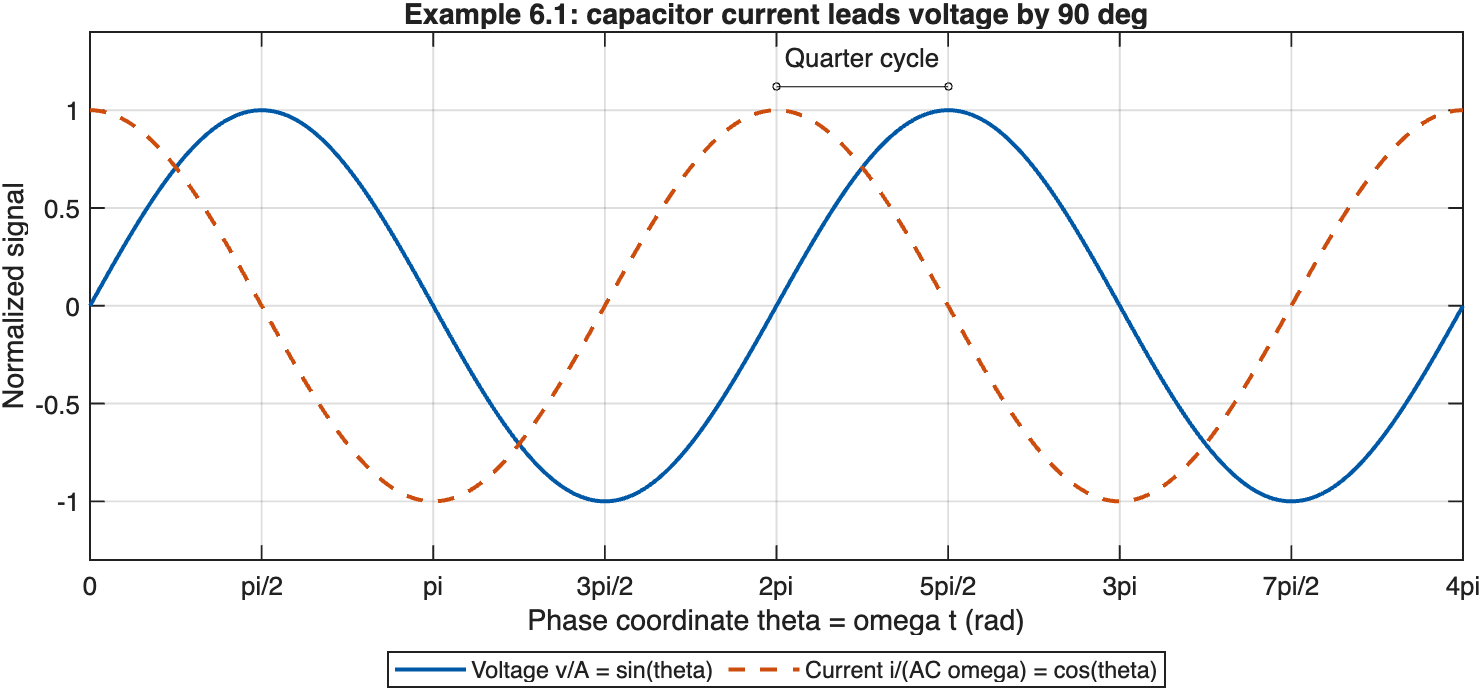 Example 6.1: capacitor current leads voltage by 90 deg
Quarter cycle
1
0.5
0
-0.5
-1
Normalized signal
0 pi/2 pi 3pi/2 2pi 5pi/2 3pi 7pi/2 4pi
Phase coordinate theta = omega t (rad)
Voltage v/A = sin(theta) Current i/(AC omega) = cos(theta)